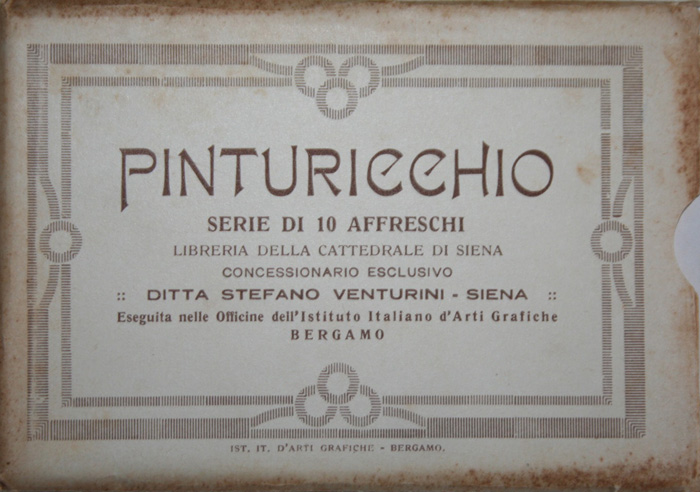 PINTURICCHIO
SERIE DI 10 AFFRESCHI
LIBRERIA DELLA CATTEDRALE DI SIENA
CONCESSIONARIO ESCLUSIVO
:: DITTA STEFANO VENTURINI - SIENA ::
Eseguita nelle Officine dell'Istituto Italiano d'Arti Grafiche
BERGAMO
IST. IT. D'ARTI GRAFICHE - BERGAMO.